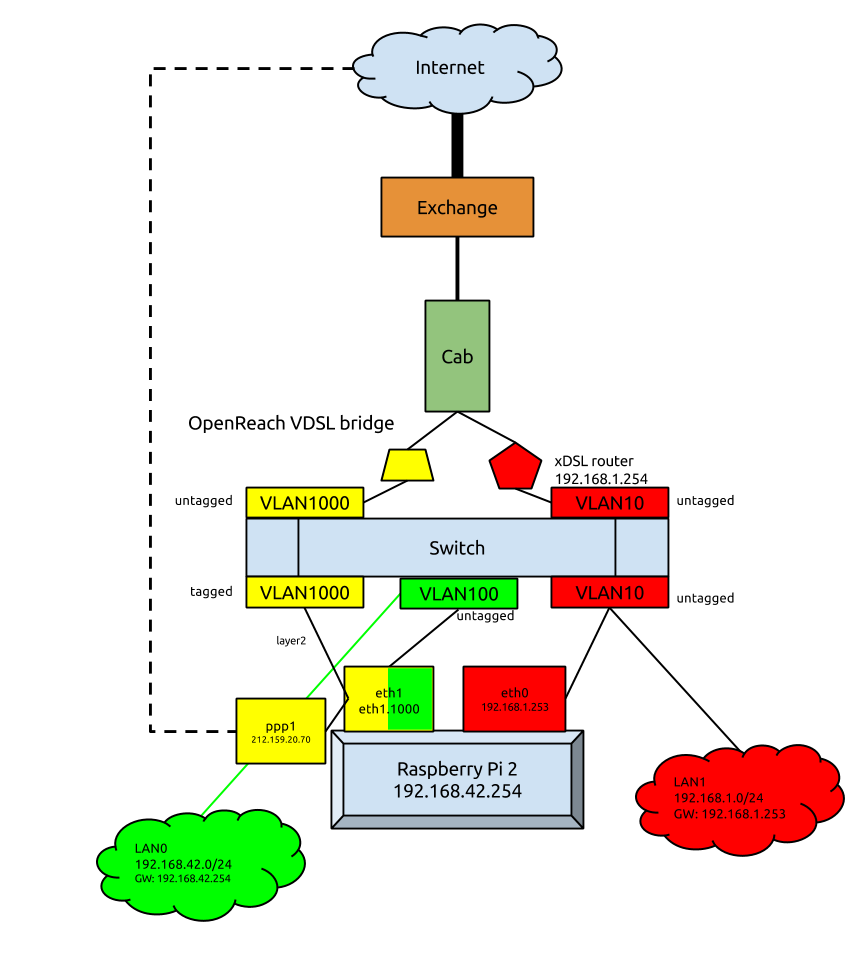 Internet
Exchange
Cab
OpenReach VDSL bridge
xDSL router
192.168.1.254
untagged
VLAN1000
VLAN10
untagged
Switch
tagged
VLAN1000
VLAN100
VLAN10
untagged
untagged
layer2
eth1
eth1.1000
eth0
192.168.1.253
ppp1
212.159.20.70
Raspberry Pi 2
192.168.42.254
LAN1
192.168.1.0/24
GW: 192.168.1.253
LAN0
192.168.42.0/24
GW: 192.168.42.254